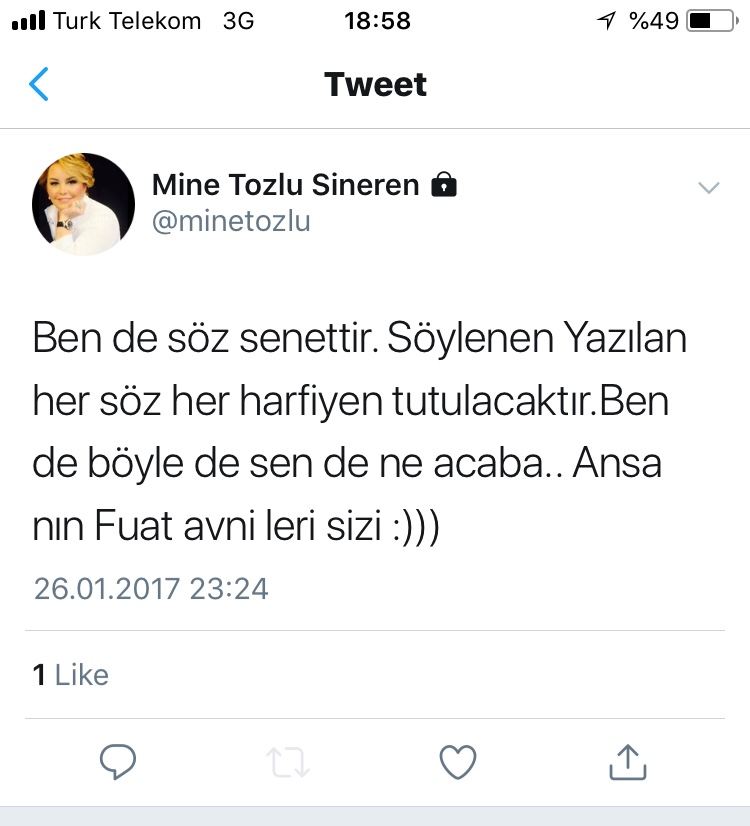 Turk Telekom 3G 18:58 %49
Tweet
Mine Tozlu Sineren
@minetozlu
Ben de söz senettir. Söylenen Yazılan
her söz her harfiyen tutulacaktır.Ben
de böyle de sen de ne acaba.. Ansa
nın Fuat avni leri sizi :)))
26.01.2017 23:24
1 Like